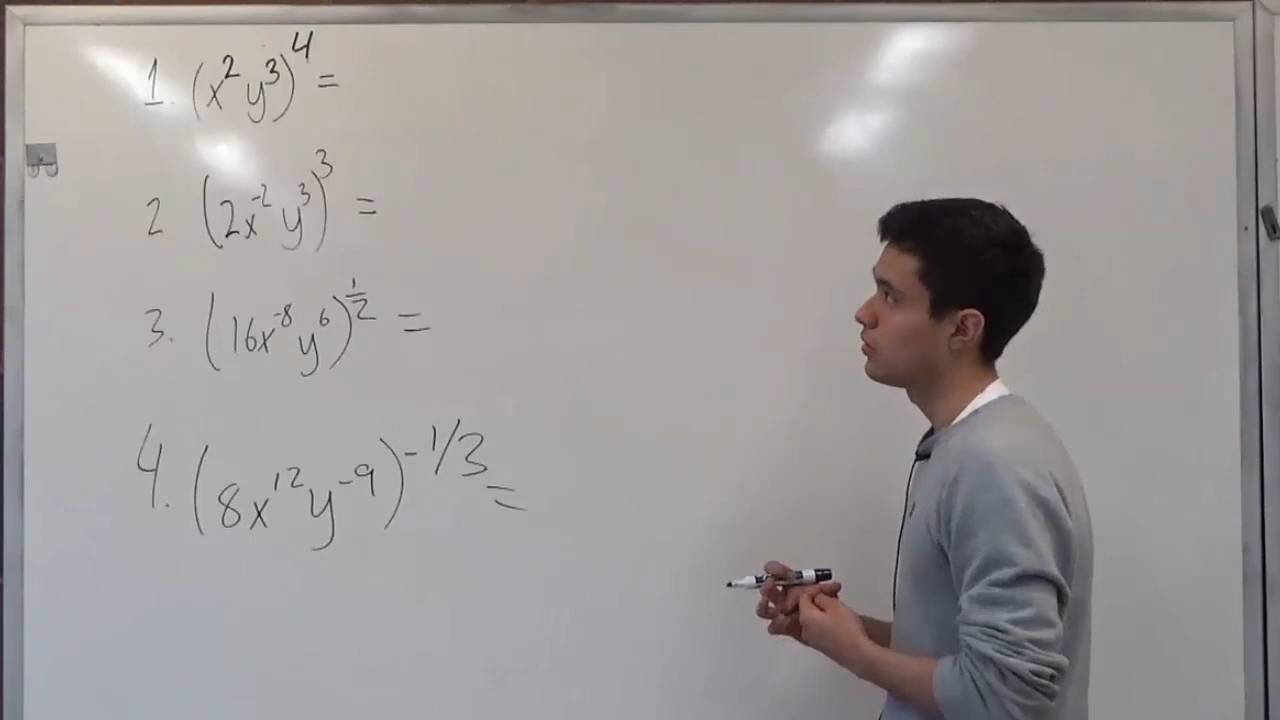 1. (x²y³)⁴ =
2 (2x⁻²y³)³ =
3. (16x⁻⁸y⁶)^½ =
4. (8x¹²y⁻⁹)^-1/3 =